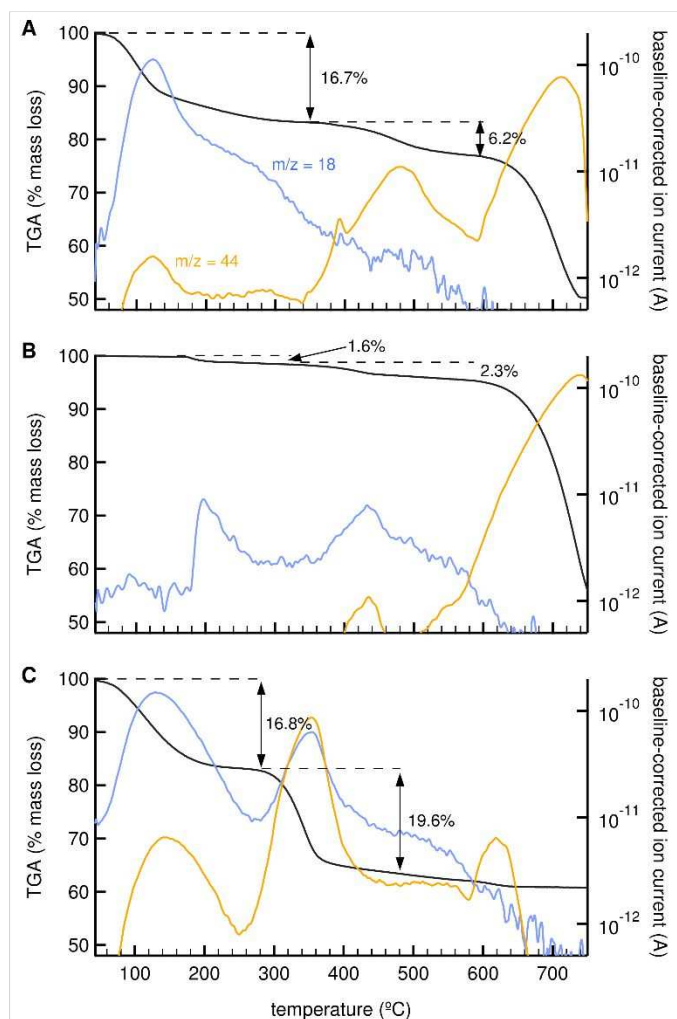 A
100
90
80
70
60
50
TGA (% mass loss)
16.7%
6.2%
m/z = 18
m/z = 44
10-10
10-11
10-12
baseline-corrected ion current (A)
B
100
90
80
70
60
50
TGA (% mass loss)
1.6%
2.3%
10-10
10-11
10-12
baseline-corrected ion current (A)
C
100
90
80
70
60
50
TGA (% mass loss)
16.8%
19.6%
10-10
10-11
10-12
baseline-corrected ion current (A)
100 200 300 400 500 600 700
temperature (ºC)